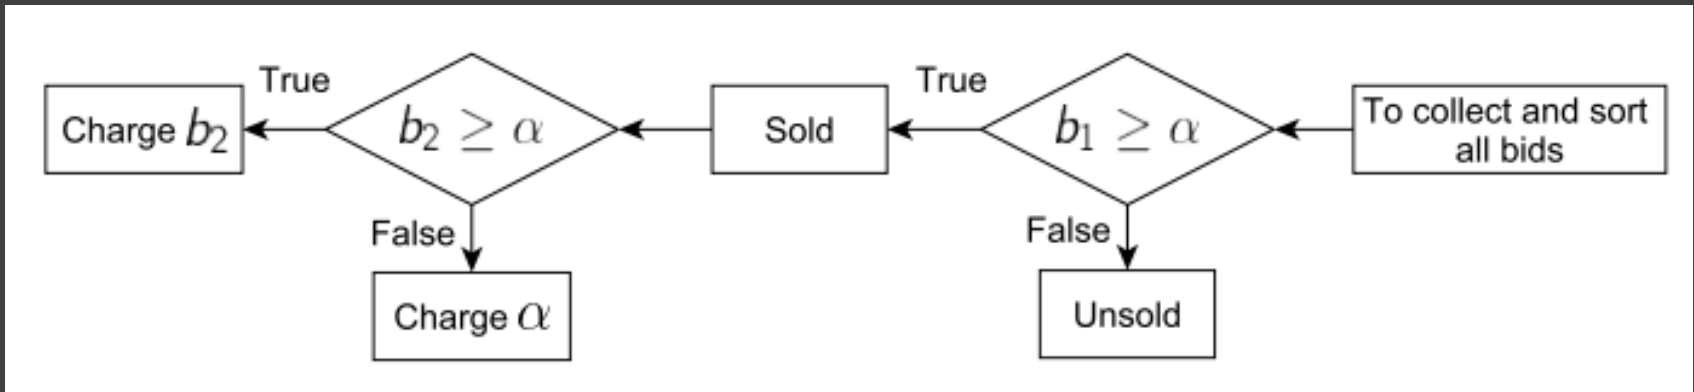 To collect and sort
all bids
b₁ ≥ α
True
False
Sold
Unsold
b₂ ≥ α
True
False
Charge b₂
Charge α